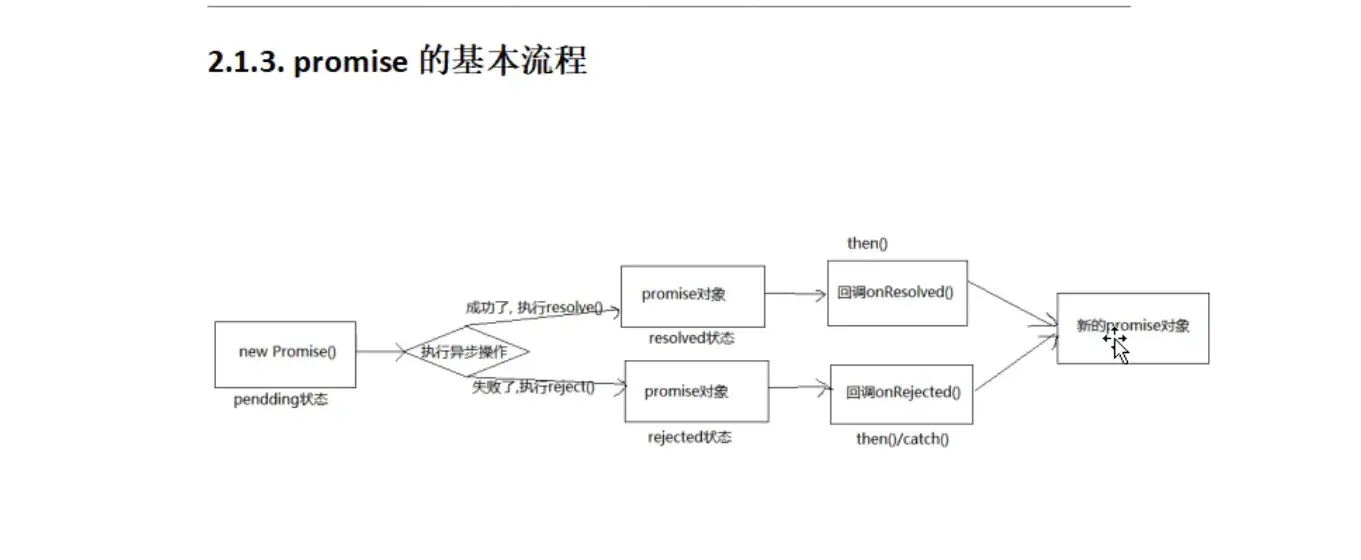 2.1.3. promise 的基本流程
then()
成功了, 执行resolve()
promise对象
回调onResolved()
新的promise对象
resolved状态
new Promise()
执行异步操作
pendding状态
失败了,执行reject()
promise对象
回调onRejected()
rejected状态
then()/catch()